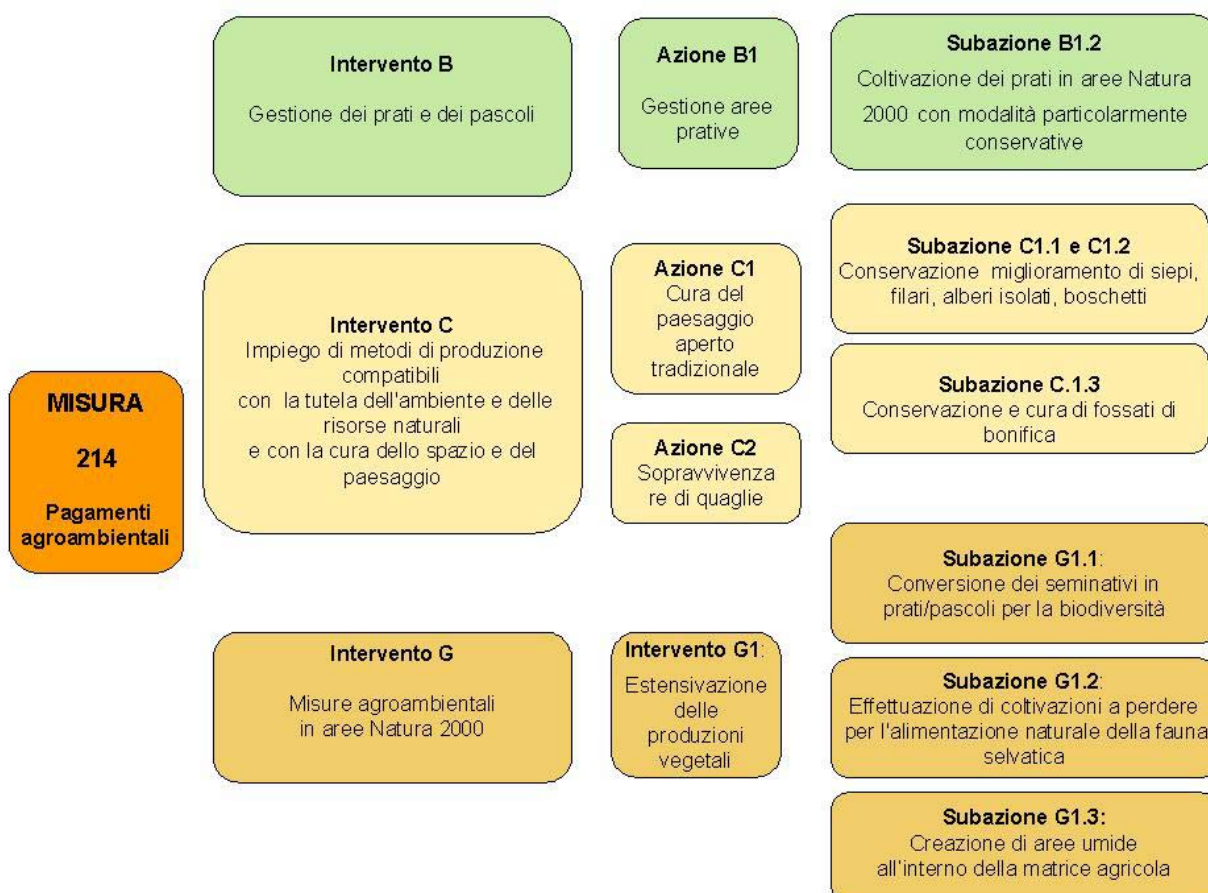 MISURA
214
Pagamenti
agroambientali
Intervento B
Gestione dei prati e dei pascoli
Azione B1
Gestione aree
prative
Subazione B1.2
Coltivazione dei prati in aree Natura
2000 con modalità particolarmente
conservative
Intervento C
Impiego di metodi di produzione
compatibili
con la tutela dell'ambiente e delle
risorse naturali
e con la cura dello spazio e del
paesaggio
Azione C1
Cura del
paesaggio
aperto
tradizionale
Subazione C1.1 e C1.2
Conservazione miglioramento di siepi,
filari, alberi isolati, boschetti
Subazione C.1.3
Conservazione e cura di fossati di
bonifica
Azione C2
Sopravvivenza
re di quaglie
Intervento G
Misure agroambientali
in aree Natura 2000
Intervento G1:
Estensivazione
delle
produzioni
vegetali
Subazione G1.1:
Conversione dei seminativi in
prati/pascoli per la biodiversità
Subazione G1.2:
Effettuazione di coltivazioni a perdere
per l'alimentazione naturale della fauna
selvatica
Subazione G1.3:
Creazione di aree umide
all'interno della matrice agricola